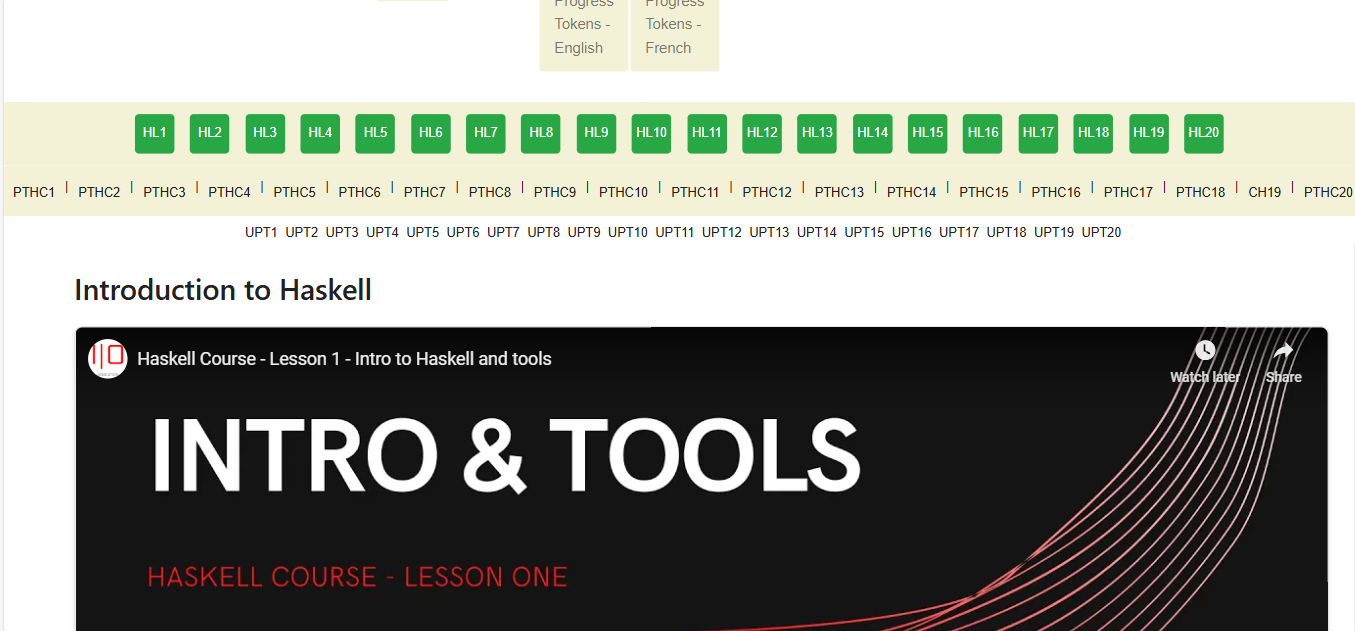 Progress Progress
Tokens - Tokens -
English French
HL1 HL2 HL3 HL4 HL5 HL6 HL7 HL8 HL9 HL10 HL11 HL12 HL13 HL14 HL15 HL16 HL17 HL18 HL19 HL20
PTHC1 | PTHC2 | PTHC3 | PTHC4 | PTHC5 | PTHC6 | PTHC7 | PTHC8 | PTHC9 | PTHC10 | PTHC11 | PTHC12 | PTHC13 | PTHC14 | PTHC15 | PTHC16 | PTHC17 | PTHC18 | CH19 | PTHC20
UPT1 UPT2 UPT3 UPT4 UPT5 UPT6 UPT7 UPT8 UPT9 UPT10 UPT11 UPT12 UPT13 UPT14 UPT15 UPT16 UPT17 UPT18 UPT19 UPT20
Introduction to Haskell
Haskell Course - Lesson 1 - Intro to Haskell and tools
Watch later Share
INTRO & TOOLS
HASKELL COURSE - LESSON ONE